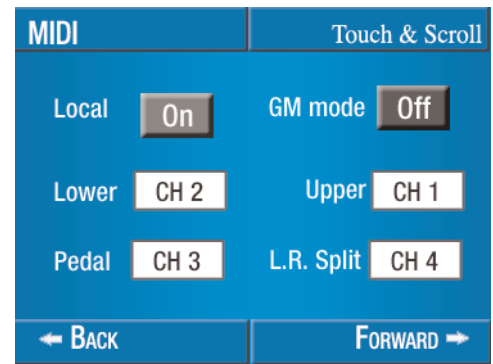 MIDI Touch & Scroll
Local On GM mode Off
Lower CH 2 Upper CH 1
Pedal CH 3 L.R. Split CH 4
BACK FORWARD